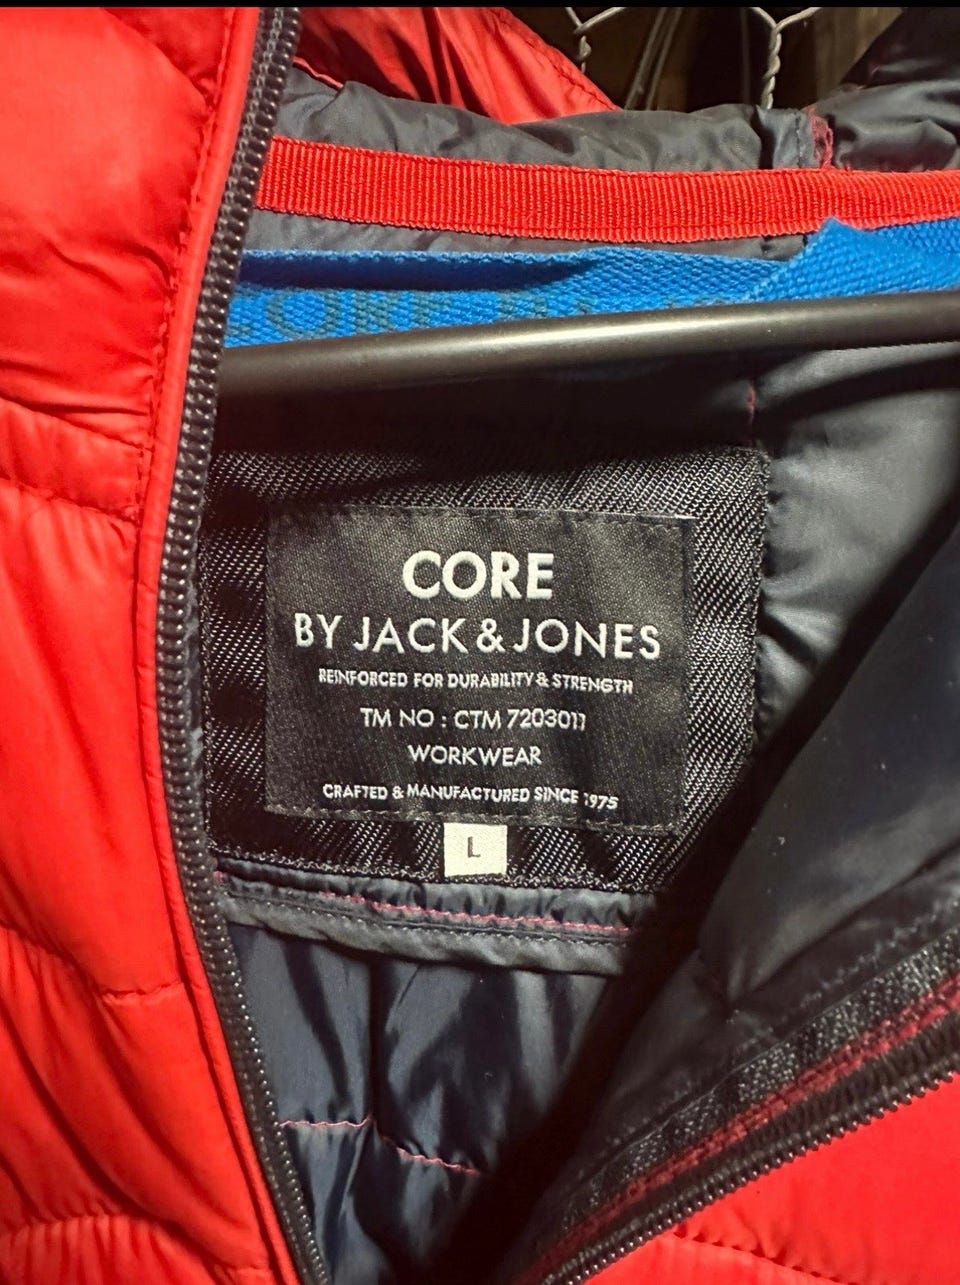 CORE
BY JACK & JONES
REINFORCED FOR DURABILITY & STRENGTH
TM NO : CTM 7203011
WORKWEAR
CRAFTED & MANUFACTURED SINCE 1975
L